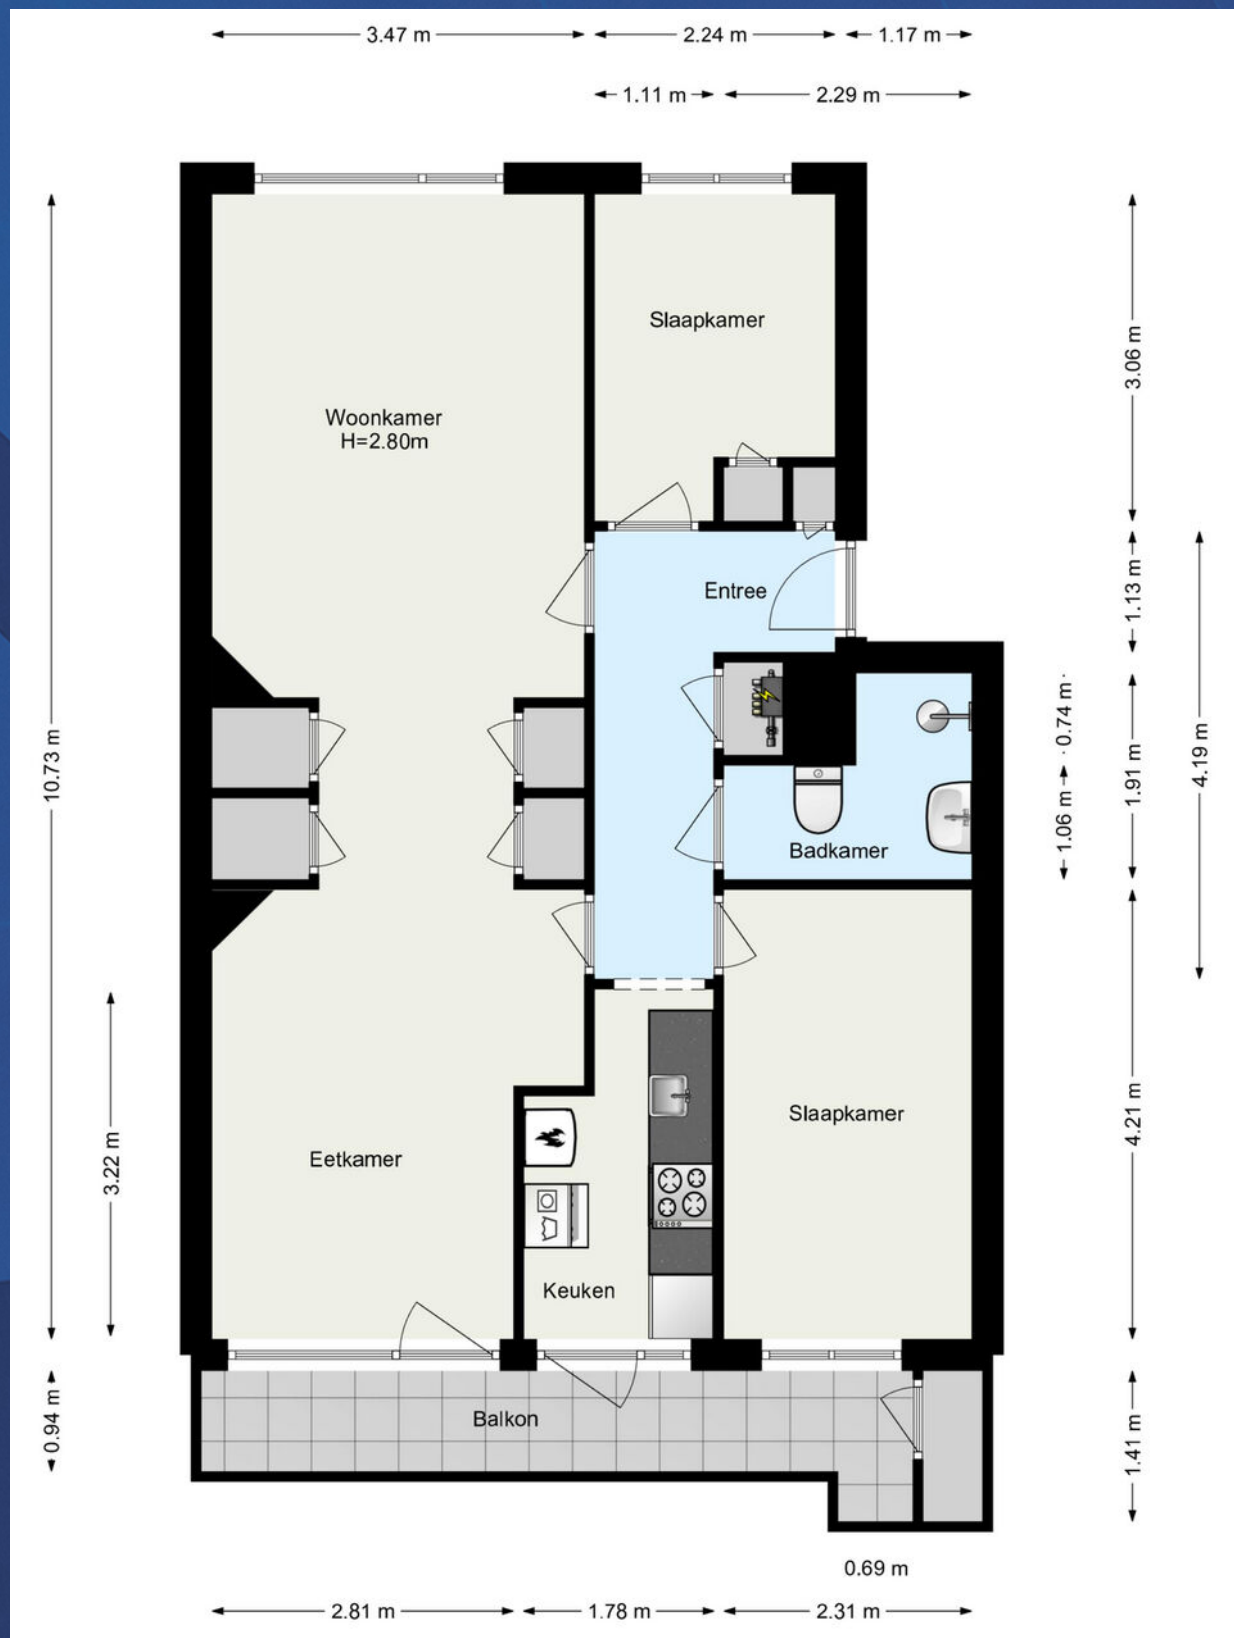 3.47 m
2.24 m
1.17 m
1.11 m
2.29 m
Slaapkamer
3.06 m
Woonkamer
H=2.80m
Entree
1.13 m
10.73 m
0.74 m
1.06 m
1.91 m
4.19 m
Badkamer
Slaapkamer
4.21 m
3.22 m
Eetkamer
Keuken
Balkon
0.94 m
1.41 m
0.69 m
2.81 m
1.78 m
2.31 m